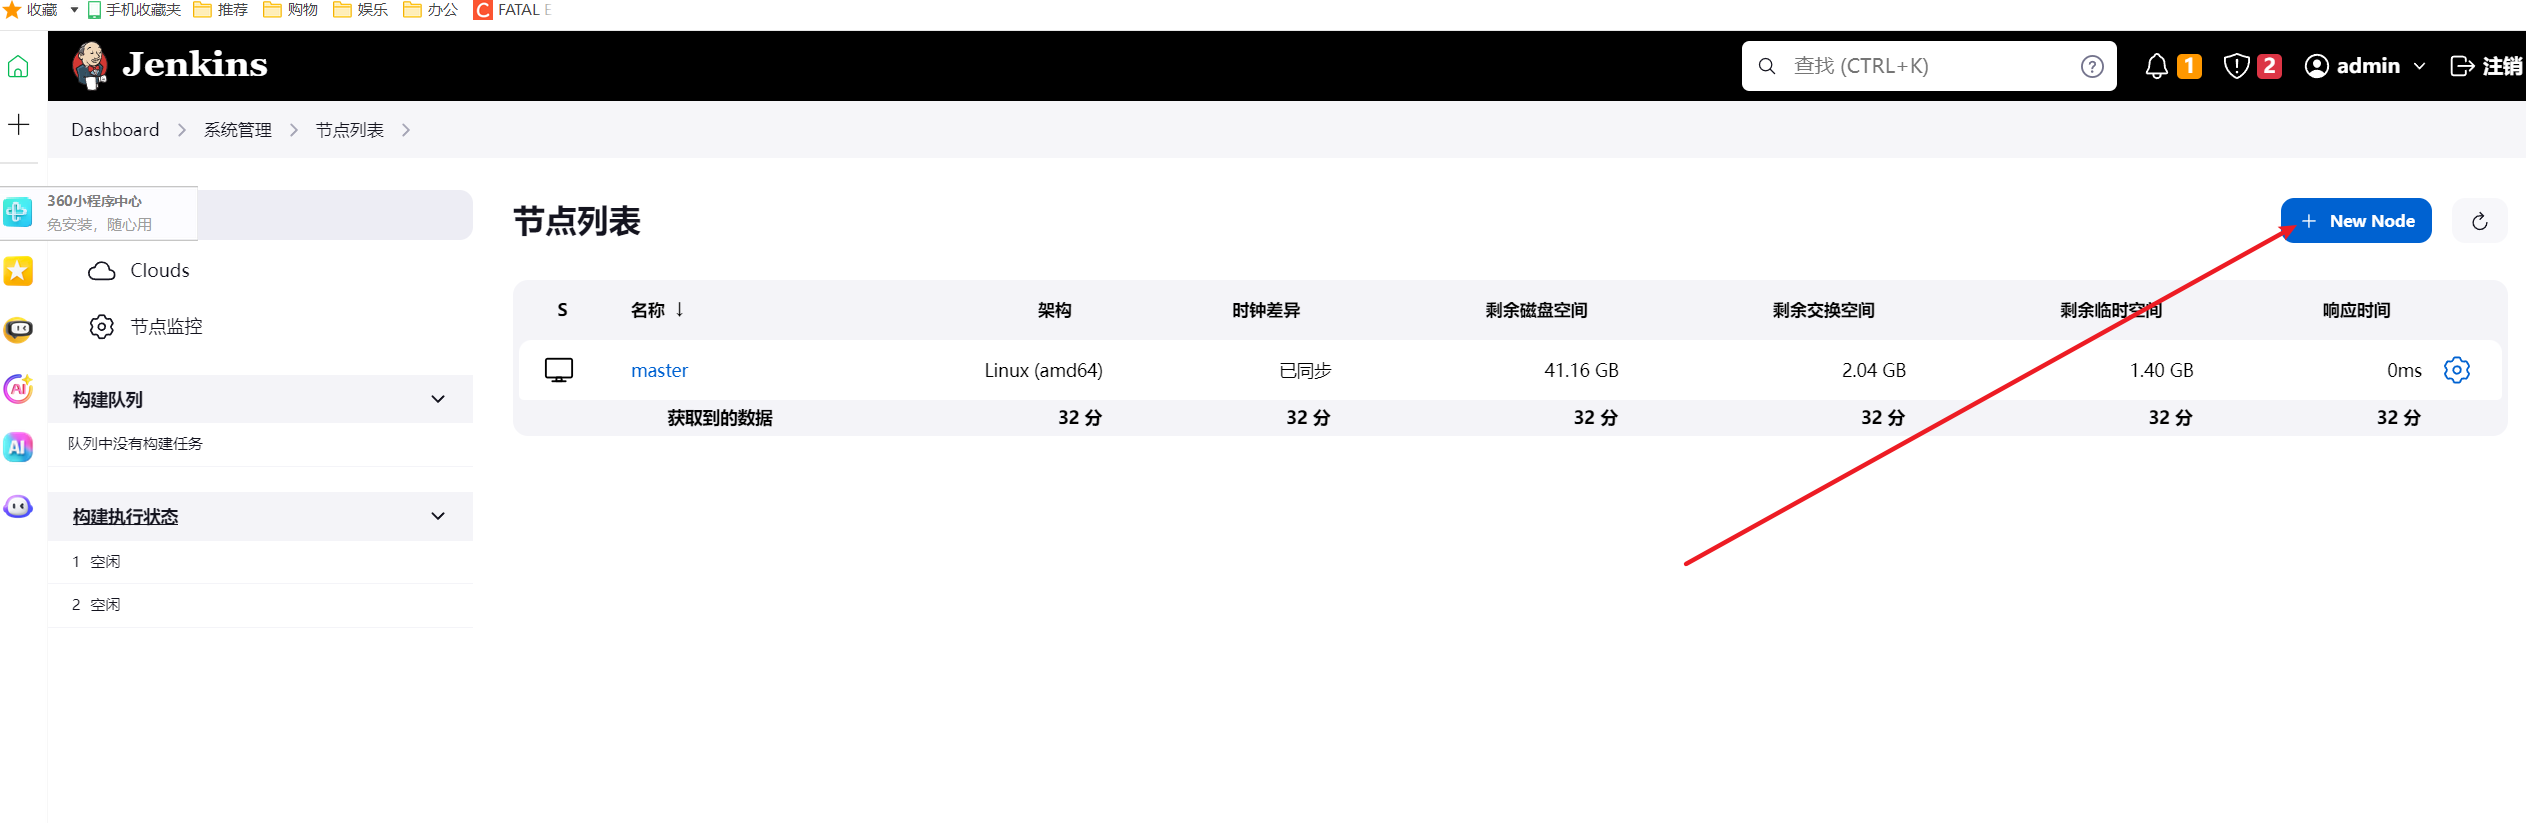 收藏 手机收藏夹 推荐 购物 娱乐 办公 FATAL E
Jenkins
查找 (CTRL+K)
1
2
admin
注销
Dashboard
系统管理
节点列表
360小程序中心
免安装，随心用
Clouds
节点监控
构建队列
队列中没有构建任务
构建执行状态
1 空闲
2 空闲
节点列表
New Node
S 名称 ↓ 架构 时钟差异 剩余磁盘空间 剩余交换空间 剩余临时空间 响应时间
master Linux (amd64) 已同步 41.16 GB 2.04 GB 1.40 GB 0ms
获取到的数据 32 分 32 分 32 分 32 分 32 分 32 分